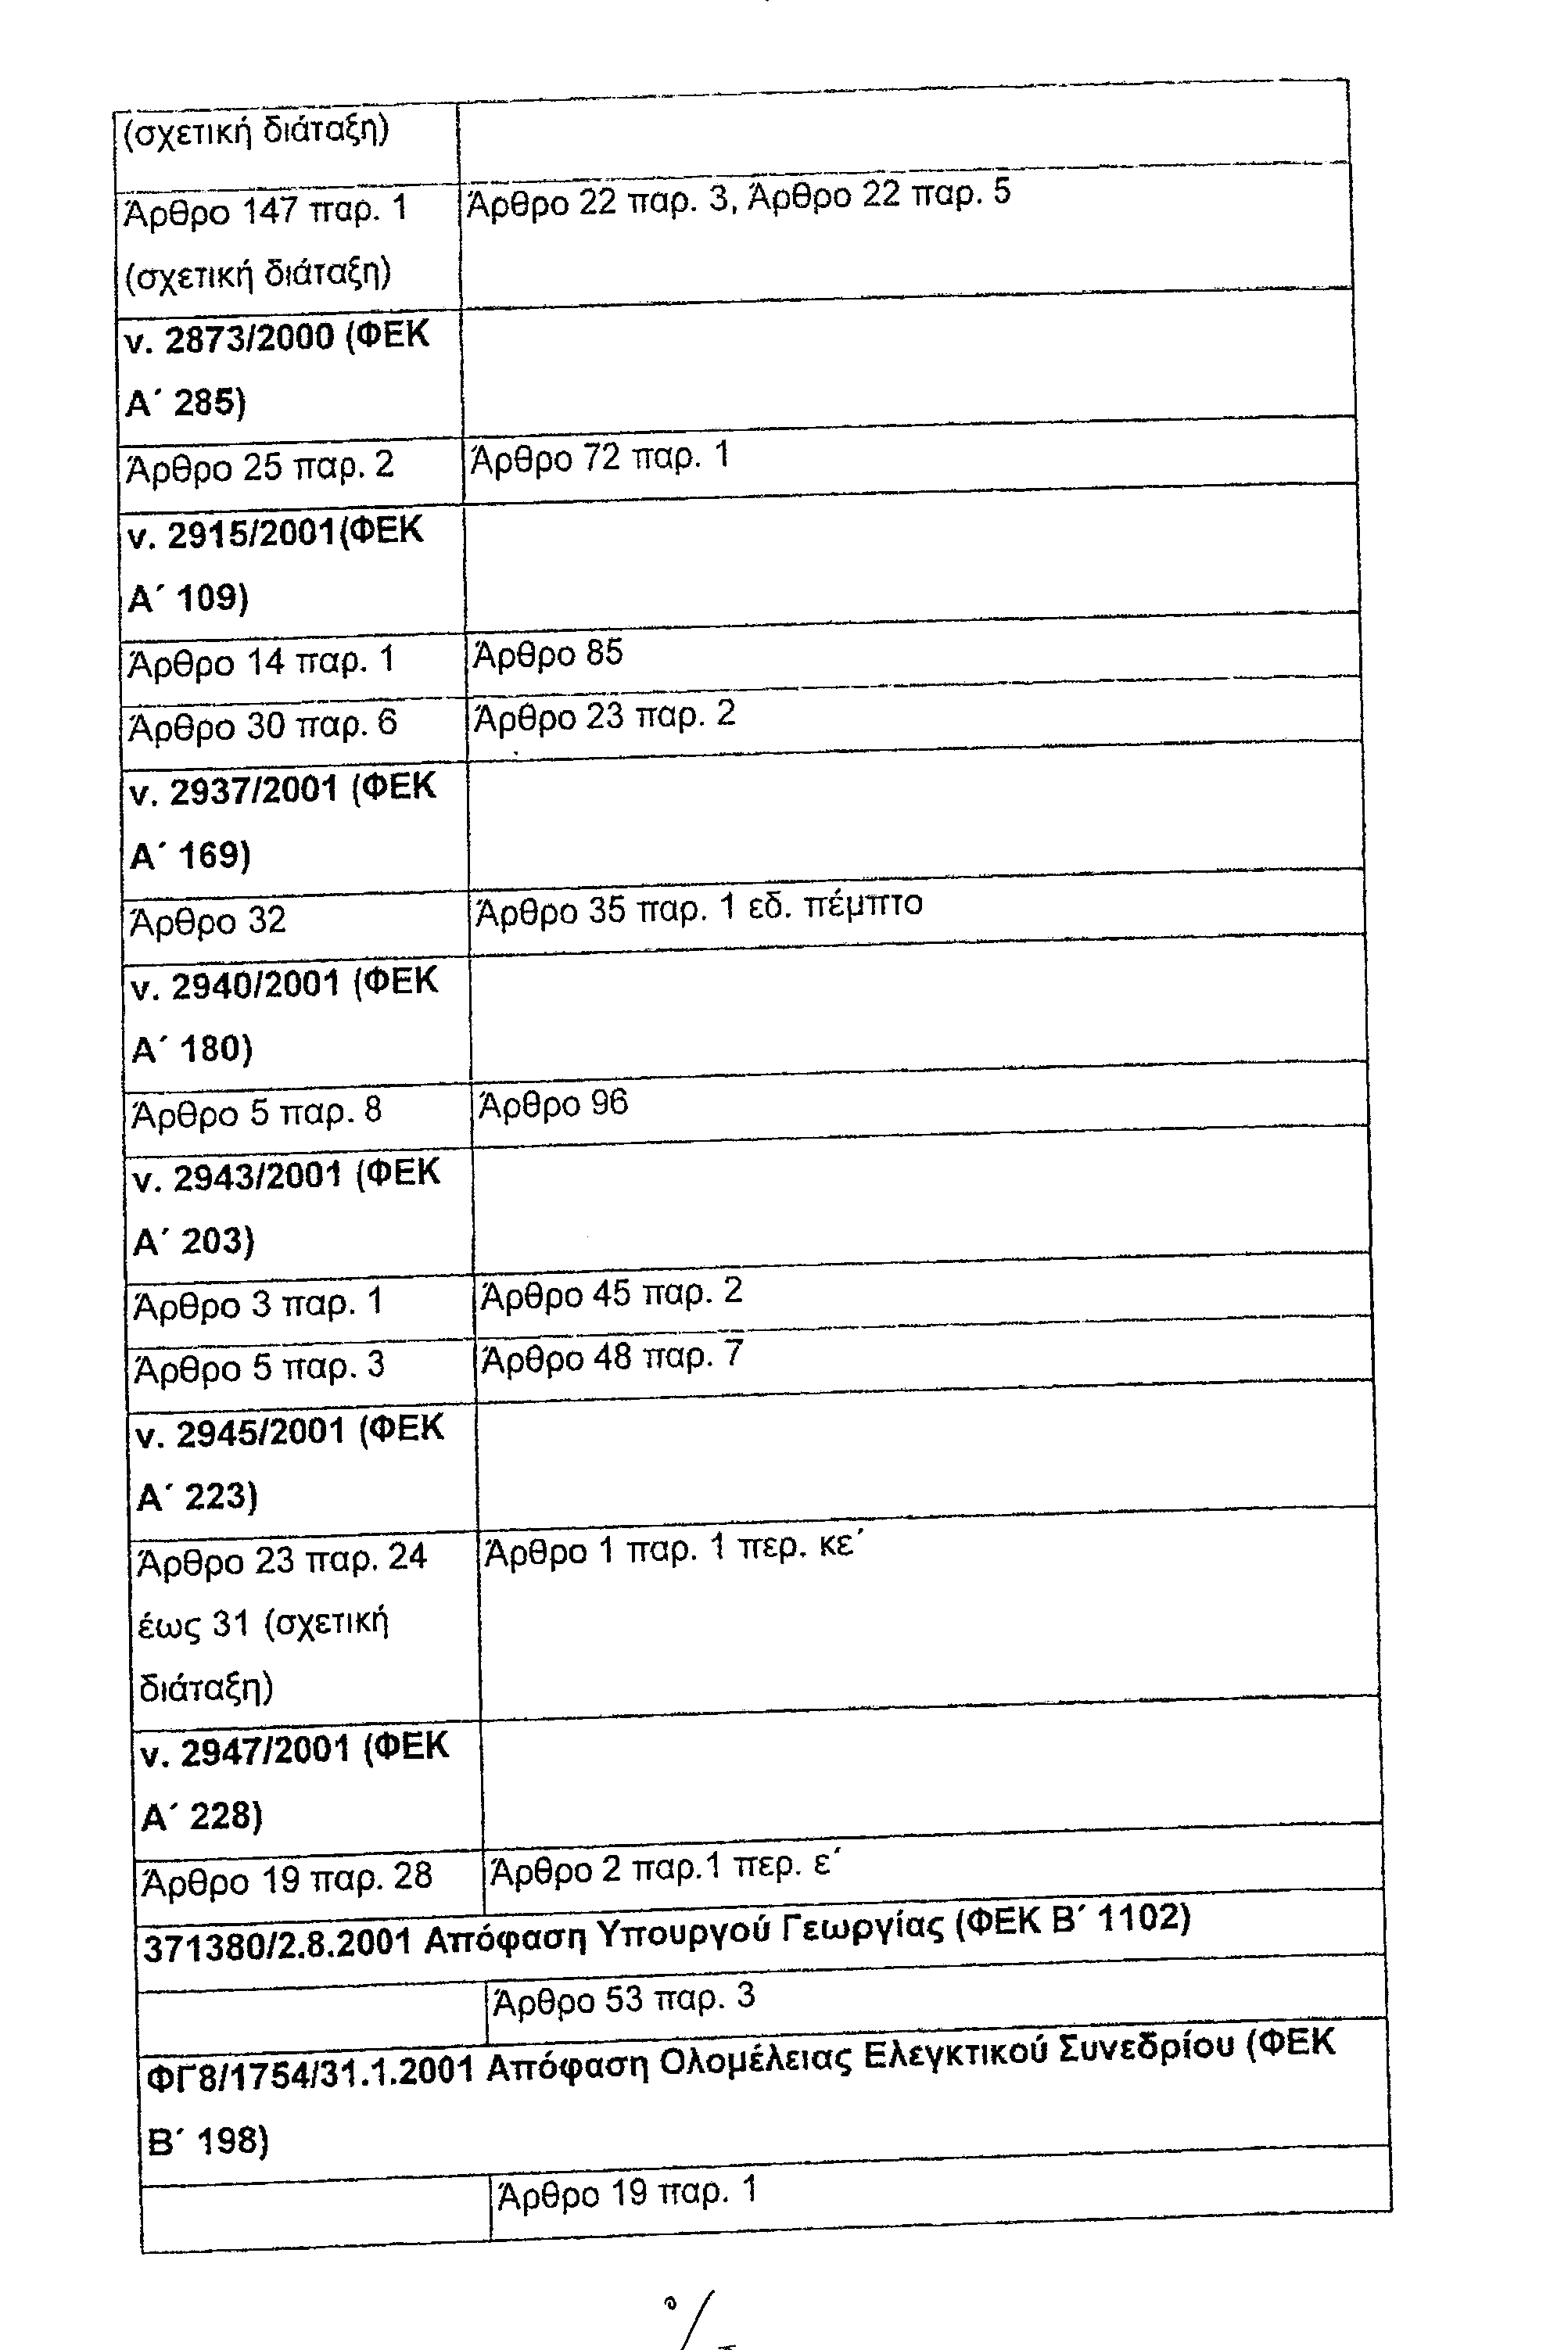 (σχετική διάταξη)
Άρθρο 147 παρ. 1 Άρθρο 22 παρ. 3, Άρθρο 22 παρ. 5
(σχετική διάταξη)
ν. 2873/2000 (ΦΕΚ
Α΄ 285)
Άρθρο 25 παρ. 2 Άρθρο 72 παρ. 1
ν. 2915/2001(ΦΕΚ
Α΄ 109)
Άρθρο 14 παρ. 1 Άρθρο 85
Άρθρο 30 παρ. 6 Άρθρο 23 παρ. 2
ν. 2937/2001 (ΦΕΚ
Α΄ 169)
Άρθρο 32 Άρθρο 35 παρ. 1 εδ. πέμπτο
ν. 2940/2001 (ΦΕΚ
Α΄ 180)
Άρθρο 5 παρ. 8 Άρθρο 96
ν. 2943/2001 (ΦΕΚ
Α΄ 203)
Άρθρο 3 παρ. 1 Άρθρο 45 παρ. 2
Άρθρο 5 παρ. 3 Άρθρο 48 παρ. 7
ν. 2945/2001 (ΦΕΚ
Α΄ 223)
Άρθρο 23 παρ. 24 Άρθρο 1 παρ. 1 περ. κε΄
έως 31 (σχετική
διάταξη)
ν. 2947/2001 (ΦΕΚ
Α΄ 228)
Άρθρο 19 παρ. 28 Άρθρο 2 παρ.1 περ. ε΄
371380/2.8.2001 Απόφαση Υπουργού Γεωργίας (ΦΕΚ Β΄ 1102)
Άρθρο 53 παρ. 3
ΦΓ8/1754/31.1.2001 Απόφαση Ολομέλειας Ελεγκτικού Συνεδρίου (ΦΕΚ
Β΄ 198)
Άρθρο 19 παρ. 1